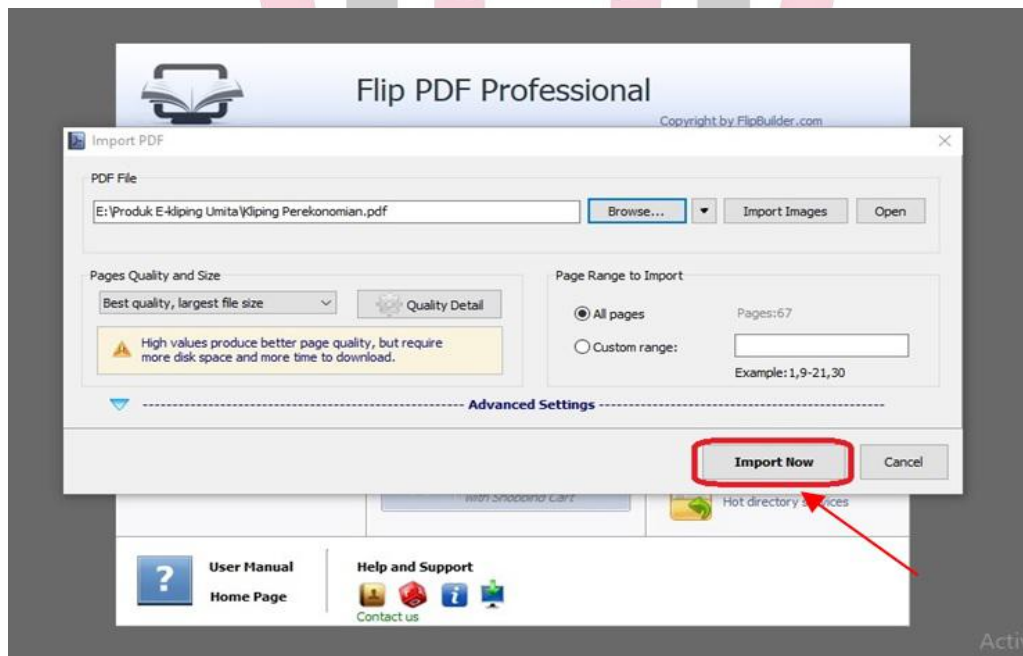 Flip PDF Professional
Copyright by FlipBuilder.com
Import PDF
PDF File
E:\Produk E-kliping Umita\Kliping Perekonomian.pdf
Browse...
Import Images
Open
Pages Quality and Size
Best quality, largest file size
Quality Detail
High values produce better page quality, but require
more disk space and more time to download.
Page Range to Import
All pages
Pages:67
Custom range:
Example:1,9-21,30
Advanced Settings
Import Now
Cancel
with Shopping Cart
Hot directory services
User Manual
Home Page
Help and Support
Contact us